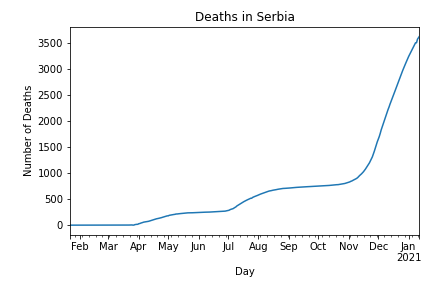 Deaths in Serbia
Number of Deaths
3500
3000
2500
2000
1500
1000
500
0
Feb Mar Apr May Jun Jul Aug Sep Oct Nov Dec Jan
2021
Day